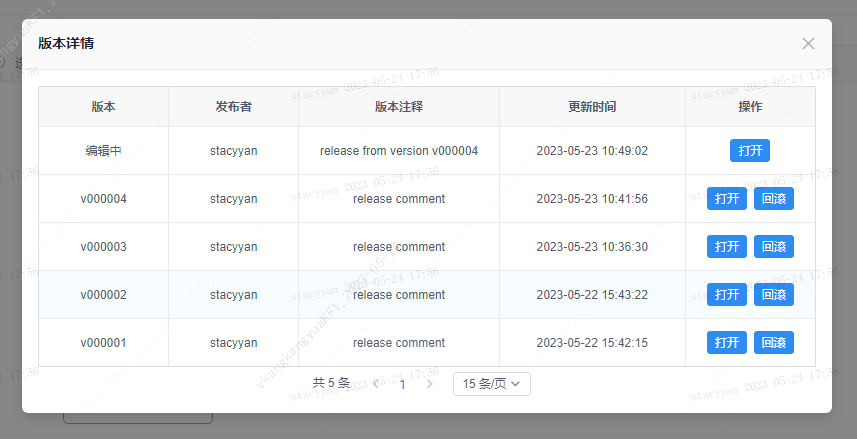 版本详情
版本 发布者 版本注释 更新时间 操作
编辑中 stacyyan release from version v000004 2023-05-23 10:49:02 打开
v000004 stacyyan release comment 2023-05-23 10:41:56 打开 回滚
v000003 stacyyan release comment 2023-05-23 10:36:30 打开 回滚
v000002 stacyyan release comment 2023-05-22 15:43:22 打开 回滚
v000001 stacyyan release comment 2023-05-22 15:42:15 打开 回滚
共 5 条 1 15 条/页
stacyyan 2023-05-24 17:56